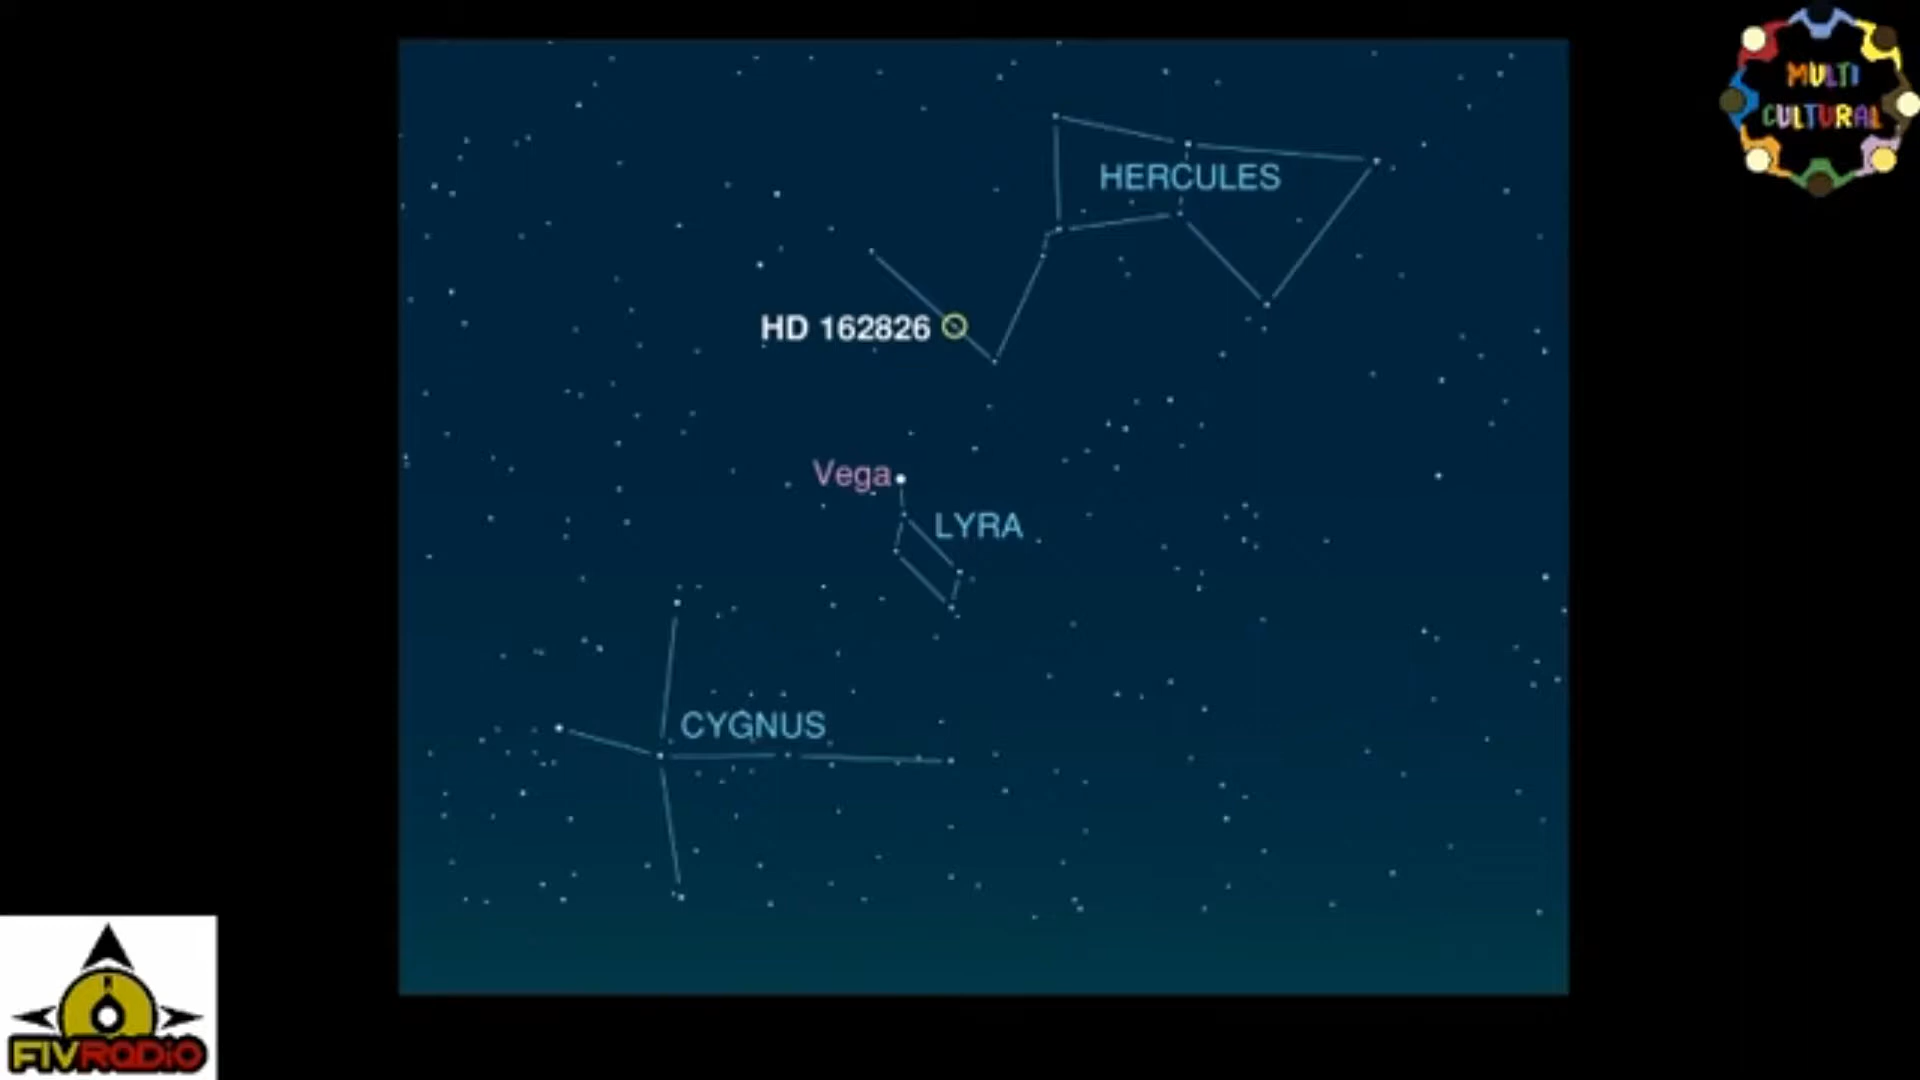 MULTI
CULTURAL
HERCULES
HD 162826
Vega
LYRA
CYGNUS
N
FIVRADiO